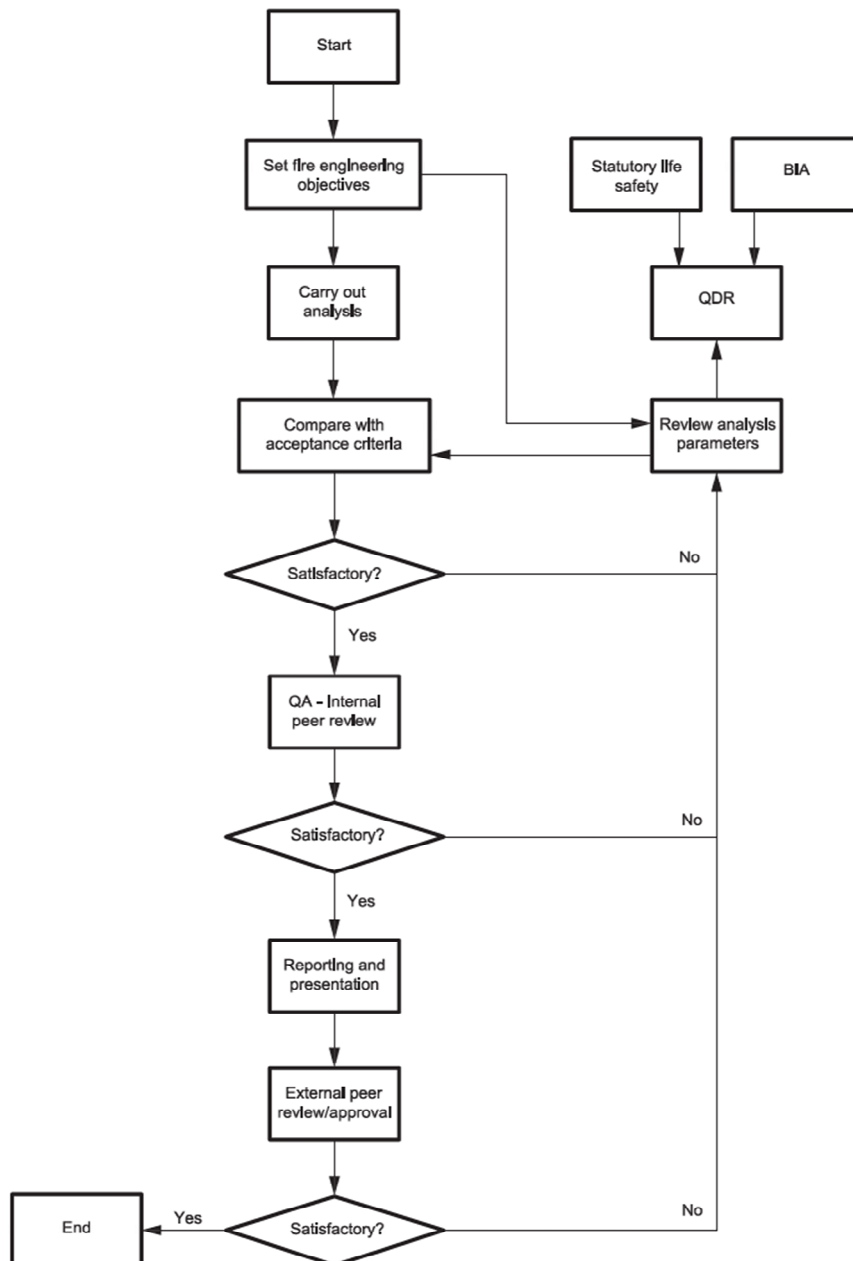 Start
Set fire engineering
objectives
Statutory life
safety
BIA
Carry out
analysis
QDR
Compare with
acceptance criteria
Review analysis
parameters
Satisfactory?
No
Yes
QA - Internal
peer review
Satisfactory?
No
Yes
Reporting and
presentation
External peer
review/approval
Satisfactory?
No
Yes
End